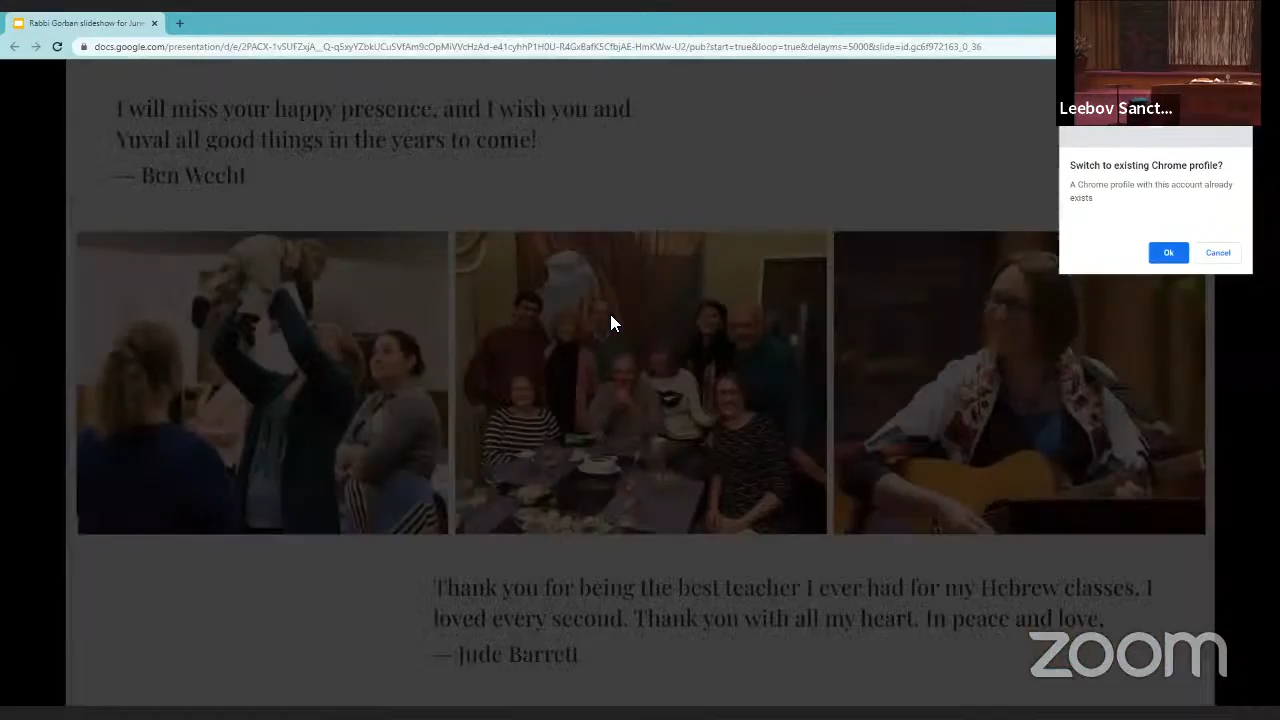 Rabbi Gorban slideshow for June
docs.google.com/presentation/d/e/2PACX-1vSUFZxjA__Q-q5xyYZbkUCuSVfAm9cOpMiVVcHzAd-e41cyhhP1H0U-R4Gx8afK5CfbjAE-HmKWw-U2/pub?start=true&loop=true&delayms=5000&slide=id.gc6f972163_0_36
Leebov Sanct...
Switch to existing Chrome profile?
A Chrome profile with this account already
exists
Ok Cancel
I will miss your happy presence, and I wish you and
Yuval all good things in the years to come!
— Ben Wecht
Thank you for being the best teacher I ever had for my Hebrew classes. I
loved every second. Thank you with all my heart. In peace and love,
— Jude Barrett
zoom